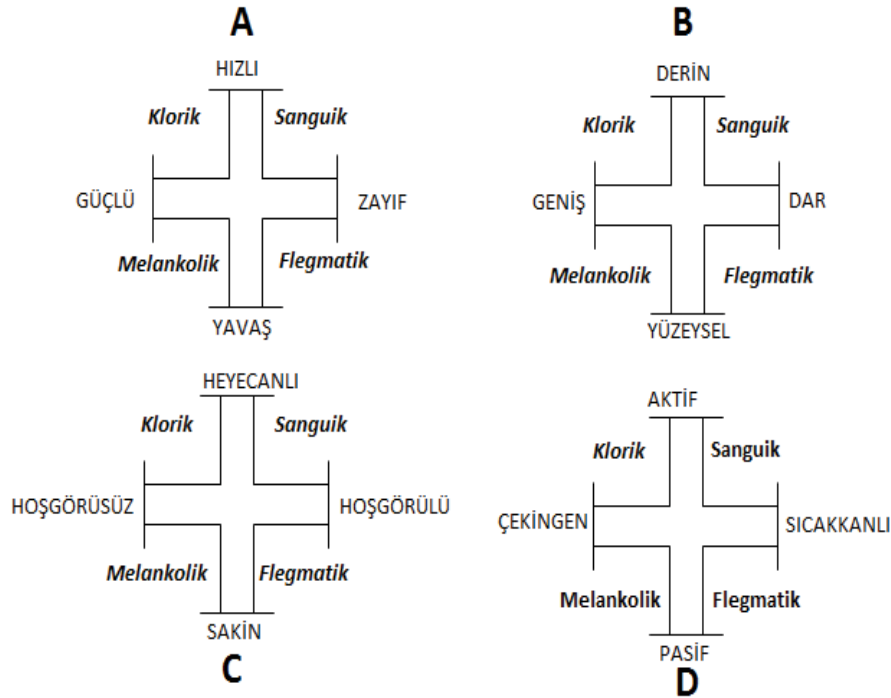 A
HIZLI
Klorik Sanguik
GÜÇLÜ ZAYIF
Melankolik Flegmatik
YAVAŞ
B
DERİN
Klorik Sanguik
GENİŞ DAR
Melankolik Flegmatik
YÜZEYSEL
HEYECANLI
Klorik Sanguik
HOŞGÖRÜSÜZ HOŞGÖRÜLÜ
Melankolik Flegmatik
SAKİN
C
AKTİF
Klorik Sanguik
ÇEKİNGEN SICAKKANLI
Melankolik Flegmatik
PASİF
D